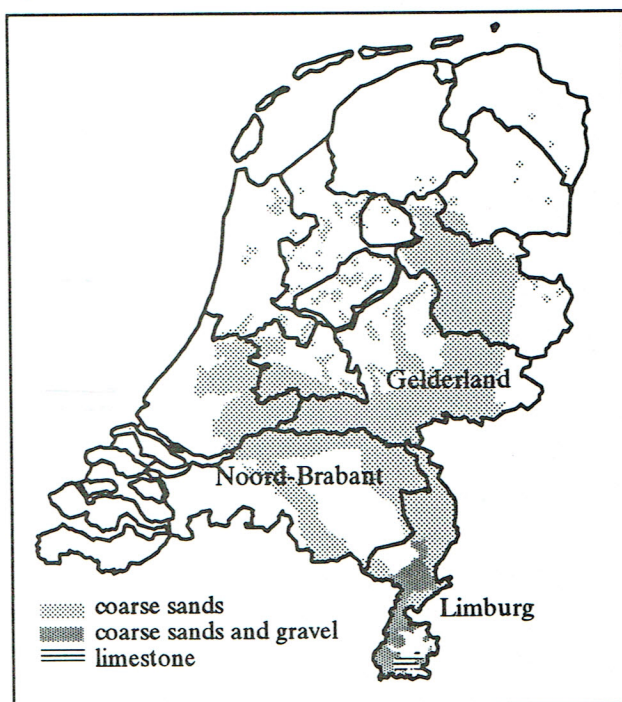 Gelderland
Noord-Brabant
Limburg
coarse sands
coarse sands and gravel
limestone